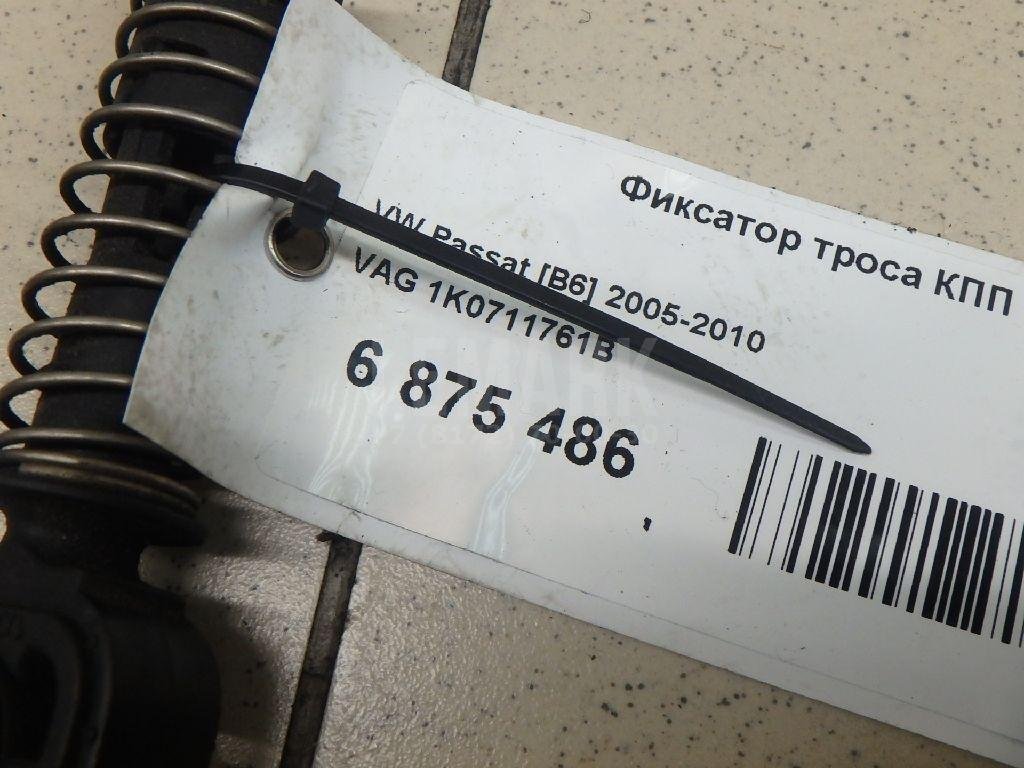 Фиксатор троса КПП
VW Passat [B6] 2005-2010
VAG 1K0711761B
6 875 486